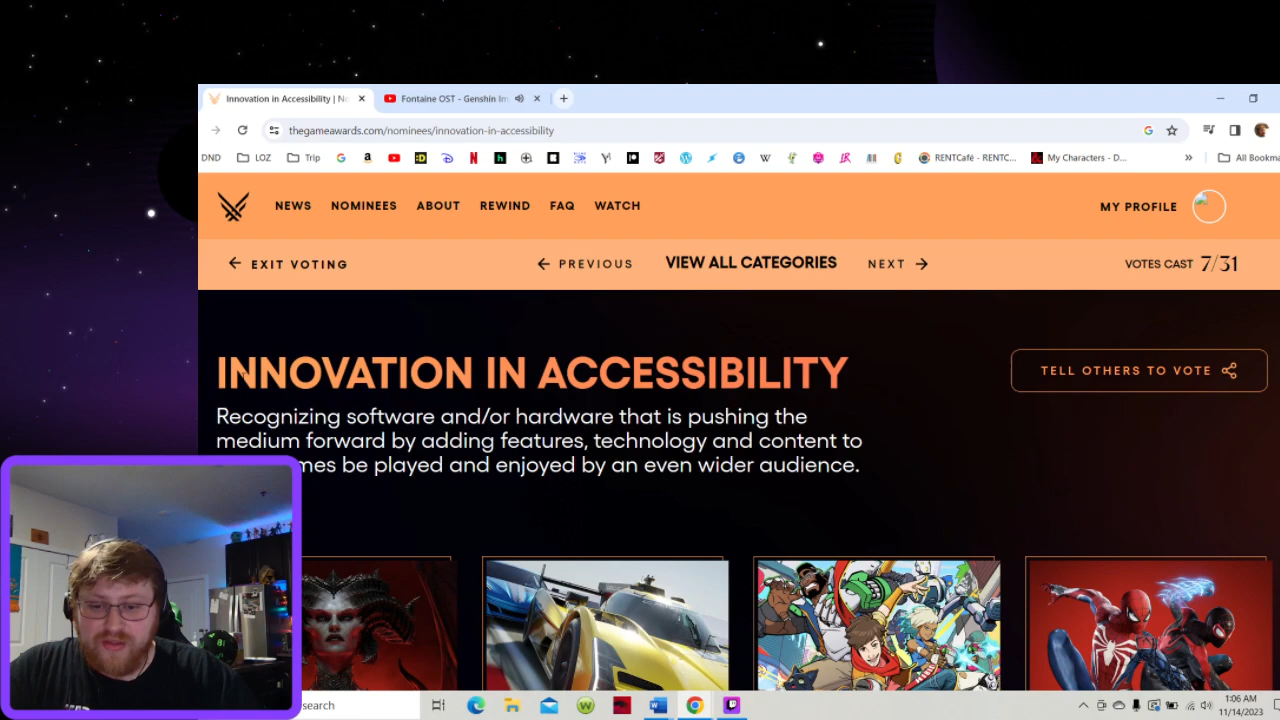 Innovation in Accessibility | No
Fontaine OST - Genshin Im
thegameawards.com/nominees/innovation-in-accessibility
DND
LOZ
Trip
RENTCafé - RENTC...
My Characters - D...
All Bookma
NEWS
NOMINEES
ABOUT
REWIND
FAQ
WATCH
MY PROFILE
EXIT VOTING
PREVIOUS
VIEW ALL CATEGORIES
NEXT
VOTES CAST 7/31
INNOVATION IN ACCESSIBILITY
TELL OTHERS TO VOTE
Recognizing software and/or hardware that is pushing the
medium forward by adding features, technology and content to
mes be played and enjoyed by an even wider audience.
search
1:06 AM
11/14/2023